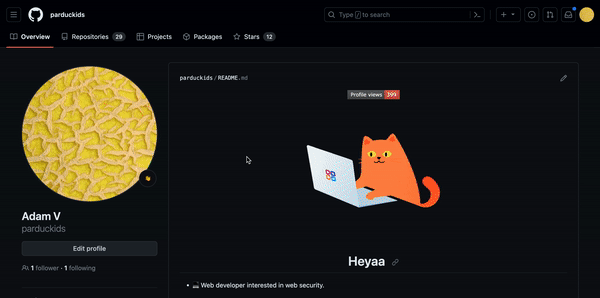 parduckids
Type / to search
Overview
Repositories 29
Projects
Packages
Stars 12
parduckids/README.md
Profile views 399
Heyaa
Web developer interested in web security.
Adam V
parduckids
Edit profile
1 follower · 1 following